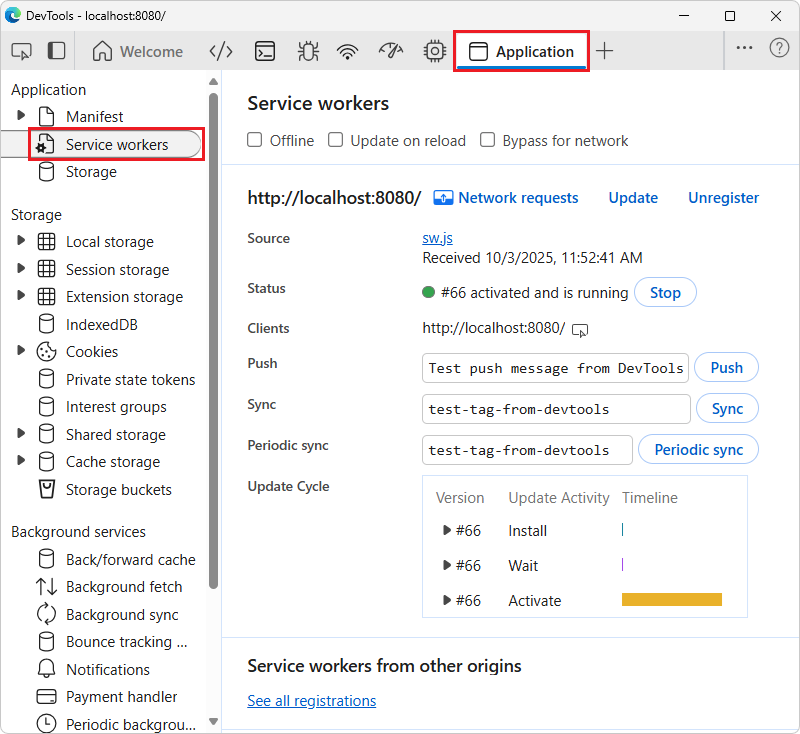 DevTools - localhost:8080/
Welcome
Application
Application
Manifest
Service workers
Storage
Storage
Local storage
Session storage
Extension storage
IndexedDB
Cookies
Private state tokens
Interest groups
Shared storage
Cache storage
Storage buckets
Background services
Back/forward cache
Background fetch
Background sync
Bounce tracking ...
Notifications
Payment handler
Periodic backgrou...
Service workers
Offline Update on reload Bypass for network
http://localhost:8080/ Network requests Update Unregister
Source sw.js
Received 10/3/2025, 11:52:41 AM
Status #66 activated and is running Stop
Clients http://localhost:8080/
Push Test push message from DevTools Push
Sync test-tag-from-devtools Sync
Periodic sync test-tag-from-devtools Periodic sync
Update Cycle
Version Update Activity Timeline
#66 Install
#66 Wait
#66 Activate
Service workers from other origins
See all registrations